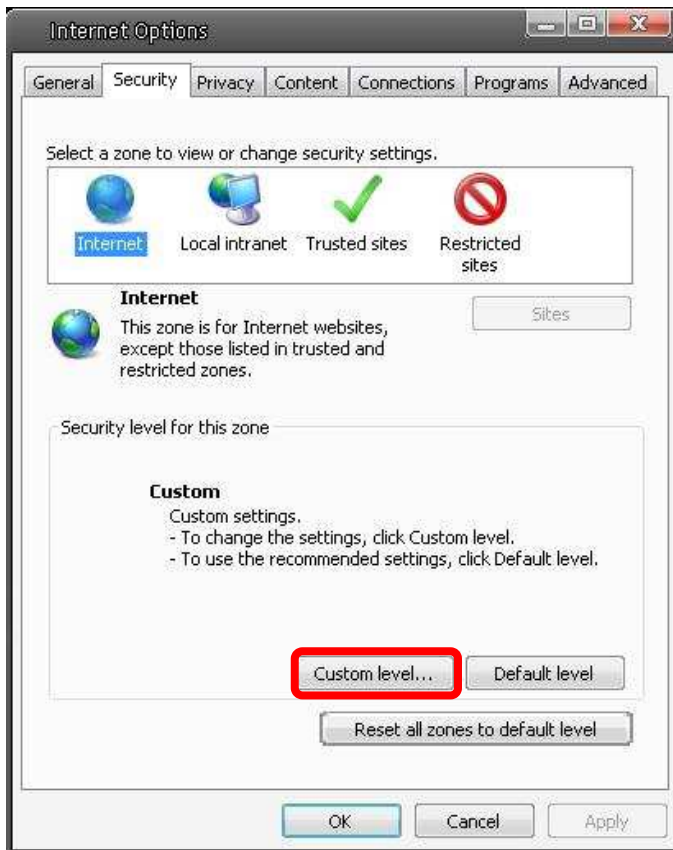 Internet Options
General Security Privacy Content Connections Programs Advanced
Select a zone to view or change security settings.
Internet Local intranet Trusted sites Restricted
sites
Internet
Sites
This zone is for Internet websites,
except those listed in trusted and
restricted zones.
Security level for this zone
Custom
Custom settings.
- To change the settings, click Custom level.
- To use the recommended settings, click Default level.
Custom level... Default level
Reset all zones to default level
OK Cancel Apply